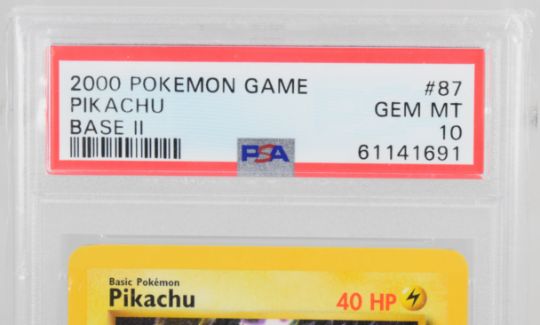 2000 POKEMON GAME #87
PIKACHU GEM MT
BASE II 10
PSA 61141691
Basic Pokémon
Pikachu 40 HP